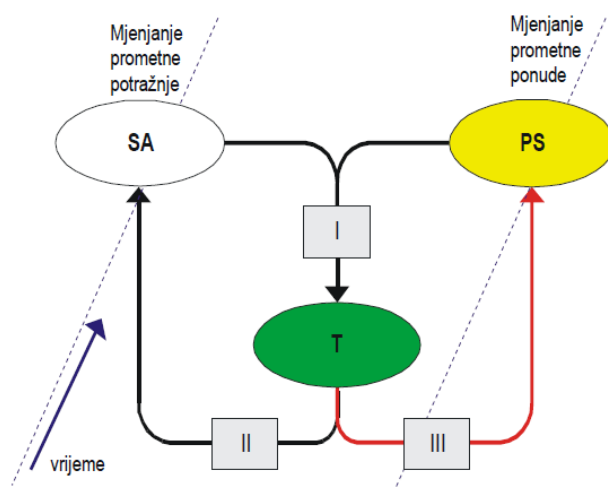 Mjenjanje
prometne
potražnje
Mjenjanje
prometne
ponude
SA
PS
I
T
II
III
vrijeme